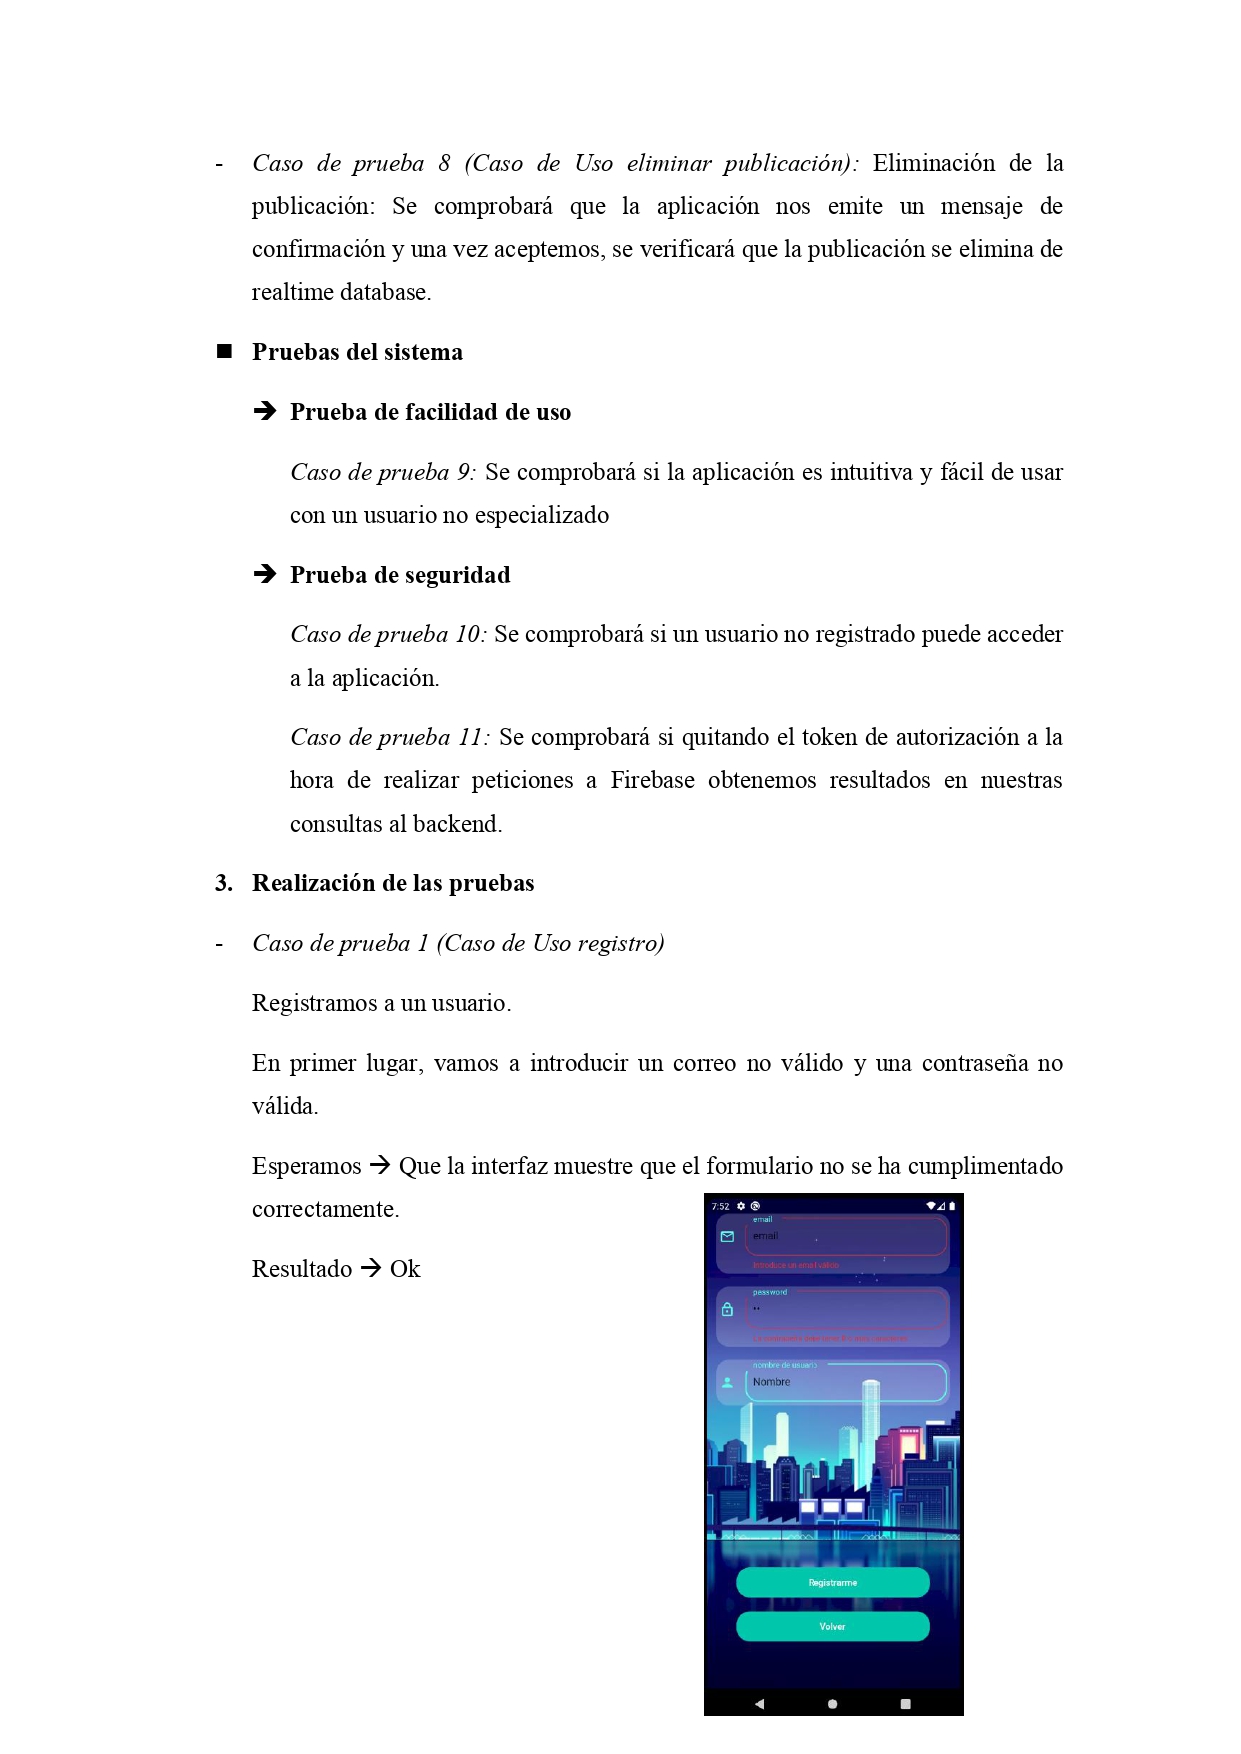 - Caso de prueba 8 (Caso de Uso eliminar publicación): Eliminación de la
publicación: Se comprobará que la aplicación nos emite un mensaje de
confirmación y una vez aceptemos, se verificará que la publicación se elimina de
realtime database.
■ Pruebas del sistema
➔ Prueba de facilidad de uso
Caso de prueba 9: Se comprobará si la aplicación es intuitiva y fácil de usar
con un usuario no especializado
➔ Prueba de seguridad
Caso de prueba 10: Se comprobará si un usuario no registrado puede acceder
a la aplicación.
Caso de prueba 11: Se comprobará si quitando el token de autorización a la
hora de realizar peticiones a Firebase obtenemos resultados en nuestras
consultas al backend.
3. Realización de las pruebas
- Caso de prueba 1 (Caso de Uso registro)
Registramos a un usuario.
En primer lugar, vamos a introducir un correo no válido y una contraseña no
válida.
Esperamos → Que la interfaz muestre que el formulario no se ha cumplimentado
correctamente.
Resultado → Ok
7:52
email
email
Introduce un email válido
password
••
nombre de usuario
Nombre
Registrarme
Volver